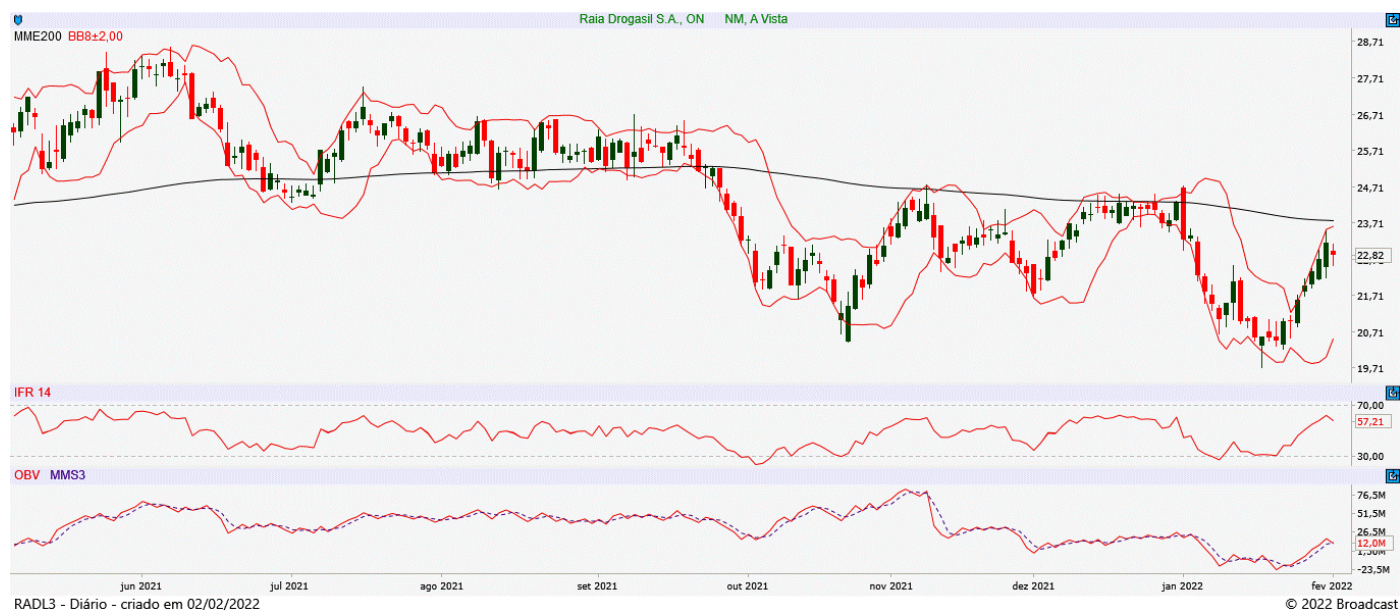 Raia Drogasil S.A., ON NM, A Vista
MME200 BB8±2,00
28,71
27,71
26,71
25,71
24,71
23,71
22,82
21,71
20,71
19,71
IFR 14
70,00
57,21
30,00
OBV MMS3
76,5M
51,5M
26,5M
12,0M
-23,5M
jun 2021 jul 2021 ago 2021 set 2021 out 2021 nov 2021 dez 2021 jan 2022 fev 2022
RADL3 - Diário - criado em 02/02/2022 © 2022 Broadcast